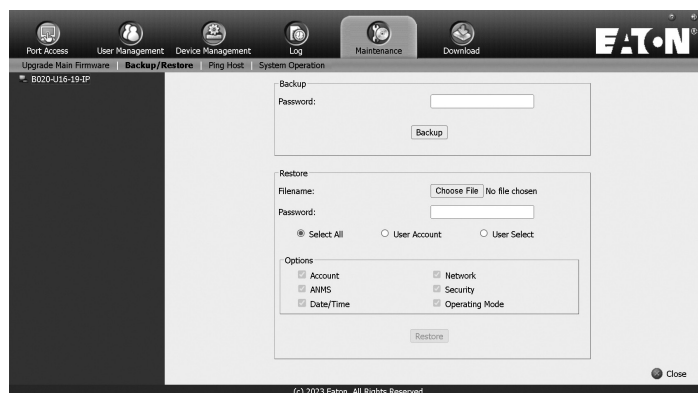 Port Access User Management Device Management Log Maintenance Download
EATON®
Upgrade Main Firmware | Backup/Restore | Ping Host | System Operation
B020-U16-19-IP
Backup
Password:
Backup
Restore
Filename: Choose File No file chosen
Password:
Select All User Account User Select
Options
Account Network
ANMS Security
Date/Time Operating Mode
Restore
Close
(c) 2023 Eaton. All Rights Reserved.